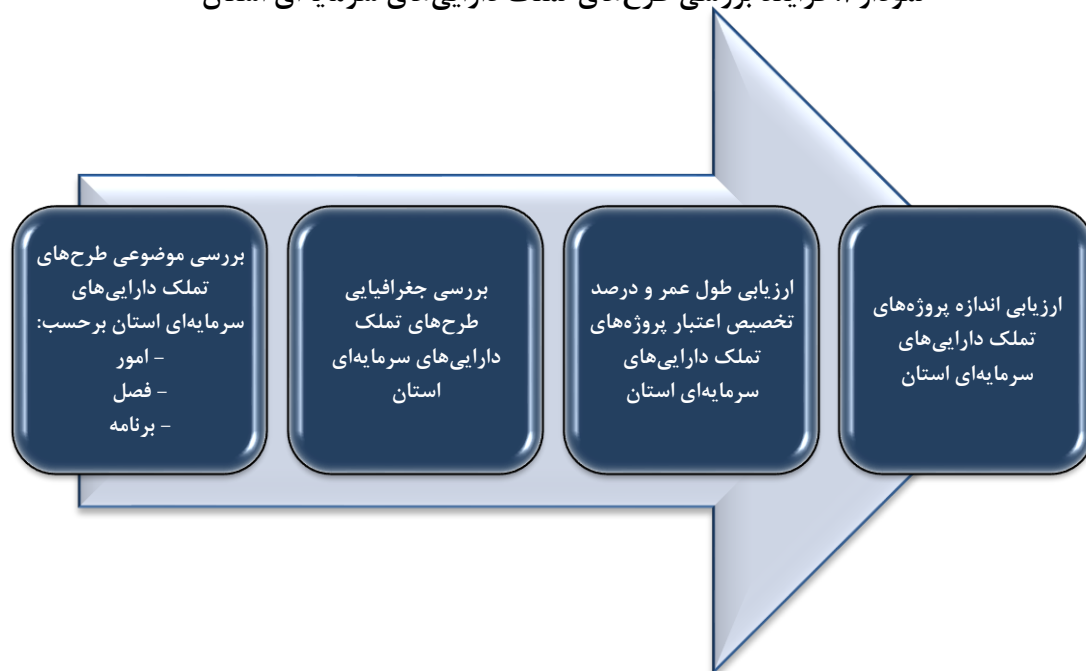 بررسی موضوعی طرح‌های
تملک دارایی‌های
سرمایه‌ای استان برحسب:
- امور
- فصل
- برنامه
بررسی جغرافیایی
طرح‌های تملک
دارایی‌های سرمایه‌ای
استان
ارزیابی طول عمر و درصد
تخصیص اعتبار پروژه‌های
تملک دارایی‌های
سرمایه‌ای استان
ارزیابی اندازه پروژه‌های
تملک دارایی‌های
سرمایه‌ای استان